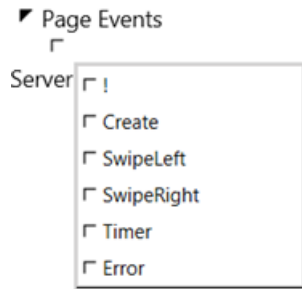 Page Events
Server
!
Create
SwipeLeft
SwipeRight
Timer
Error